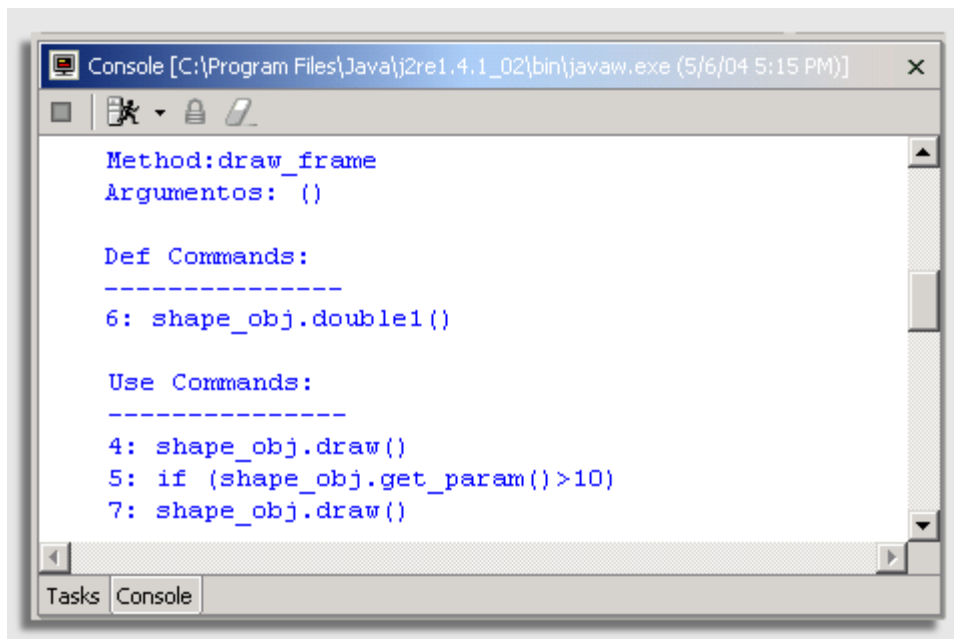 Console [C:\Program Files\Java\j2re1.4.1_02\bin\javaw.exe (5/6/04 5:15 PM)]
Method:draw_frame
Argumentos: ()
Def Commands:
---------------
6: shape_obj.double1()
Use Commands:
---------------
4: shape_obj.draw()
5: if (shape_obj.get_param()>10)
7: shape_obj.draw()
Tasks Console